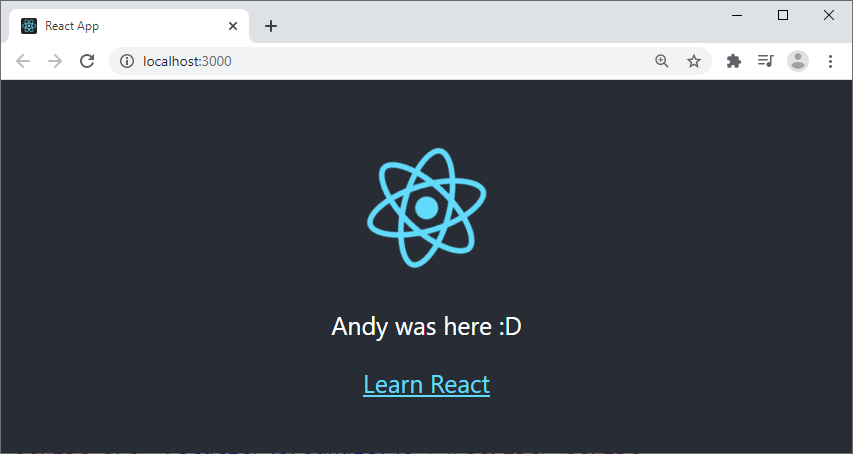 React App
localhost:3000
Andy was here :D
Learn React